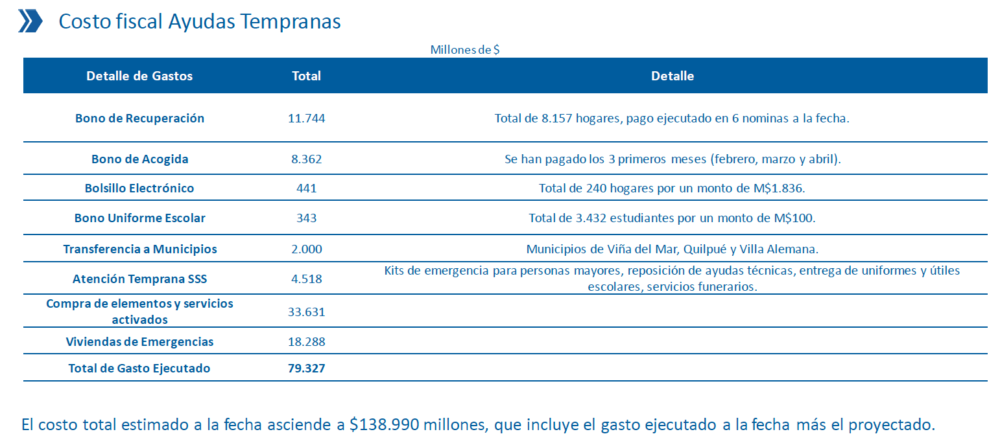 Costo fiscal Ayudas Tempranas
Millones de $
Detalle de Gastos Total Detalle
Bono de Recuperación 11.744 Total de 8.157 hogares, pago ejecutado en 6 nominas a la fecha.
Bono de Acogida 8.362 Se han pagado los 3 primeros meses (febrero, marzo y abril).
Bolsillo Electrónico 441 Total de 240 hogares por un monto de M$1.836.
Bono Uniforme Escolar 343 Total de 3.432 estudiantes por un monto de M$100.
Transferencia a Municipios 2.000 Municipios de Viña del Mar, Quilpué y Villa Alemana.
Atención Temprana SSS 4.518 Kits de emergencia para personas mayores, reposición de ayudas técnicas, entrega de uniformes y útiles
escolares, servicios funerarios.
Compra de elementos y servicios
activados 33.631
Viviendas de Emergencias 18.288
Total de Gasto Ejecutado 79.327
El costo total estimado a la fecha asciende a $138.990 millones, que incluye el gasto ejecutado a la fecha más el proyectado.